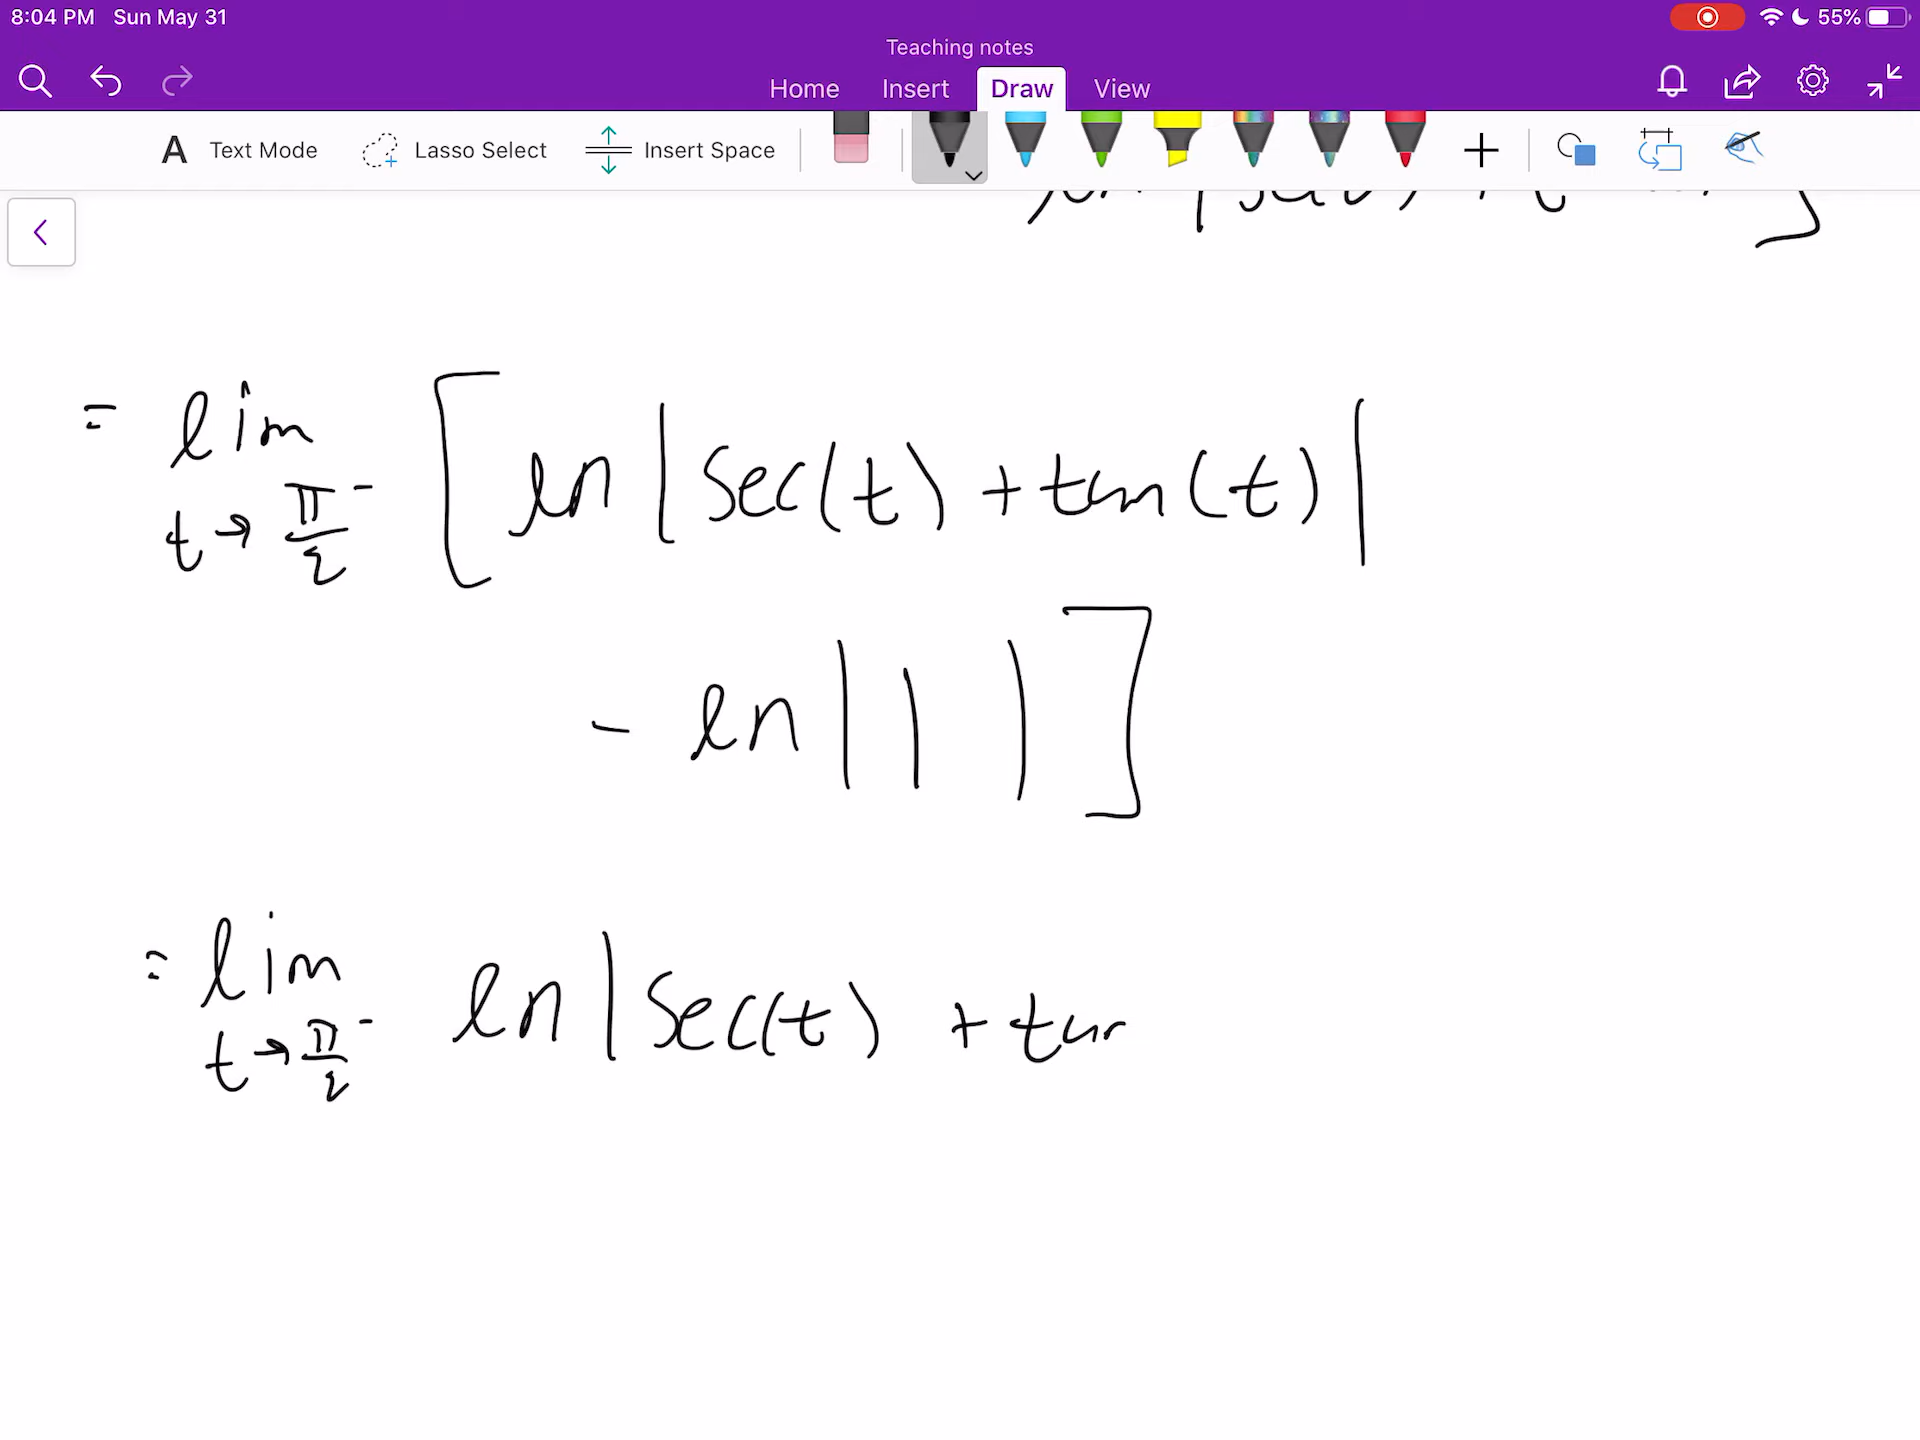 8:04 PM Sun May 31 55%
Teaching notes
Home Insert Draw View
A Text Mode Lasso Select Insert Space
= lim [ ln | sec(t) + tan(t) |
t → π/2⁻
- ln | 1 | ]
= lim ln | sec(t) + tan
t → π/2⁻